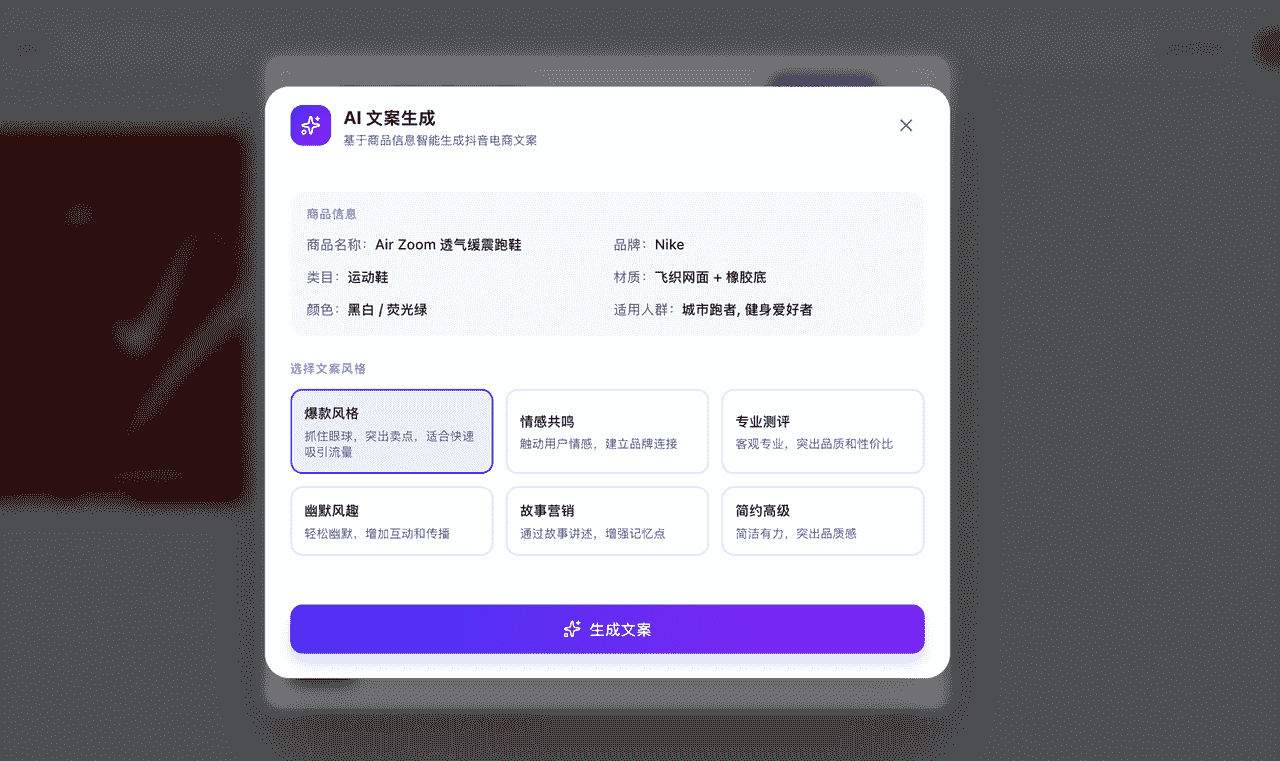 AI 文案生成
基于商品信息智能生成抖音电商文案
商品信息
商品名称：Air Zoom 透气缓震跑鞋
品牌：Nike
类目：运动鞋
材质：飞织网面 + 橡胶底
颜色：黑白 / 荧光绿
适用人群：城市跑者, 健身爱好者
选择文案风格
爆款风格
抓住眼球，突出卖点，适合快速
吸引流量
情感共鸣
触动用户情感，建立品牌连接
专业测评
客观专业，突出品质和性价比
幽默风趣
轻松幽默，增加互动和传播
故事营销
通过故事讲述，增强记忆点
简约高级
简洁有力，突出品质感
生成文案